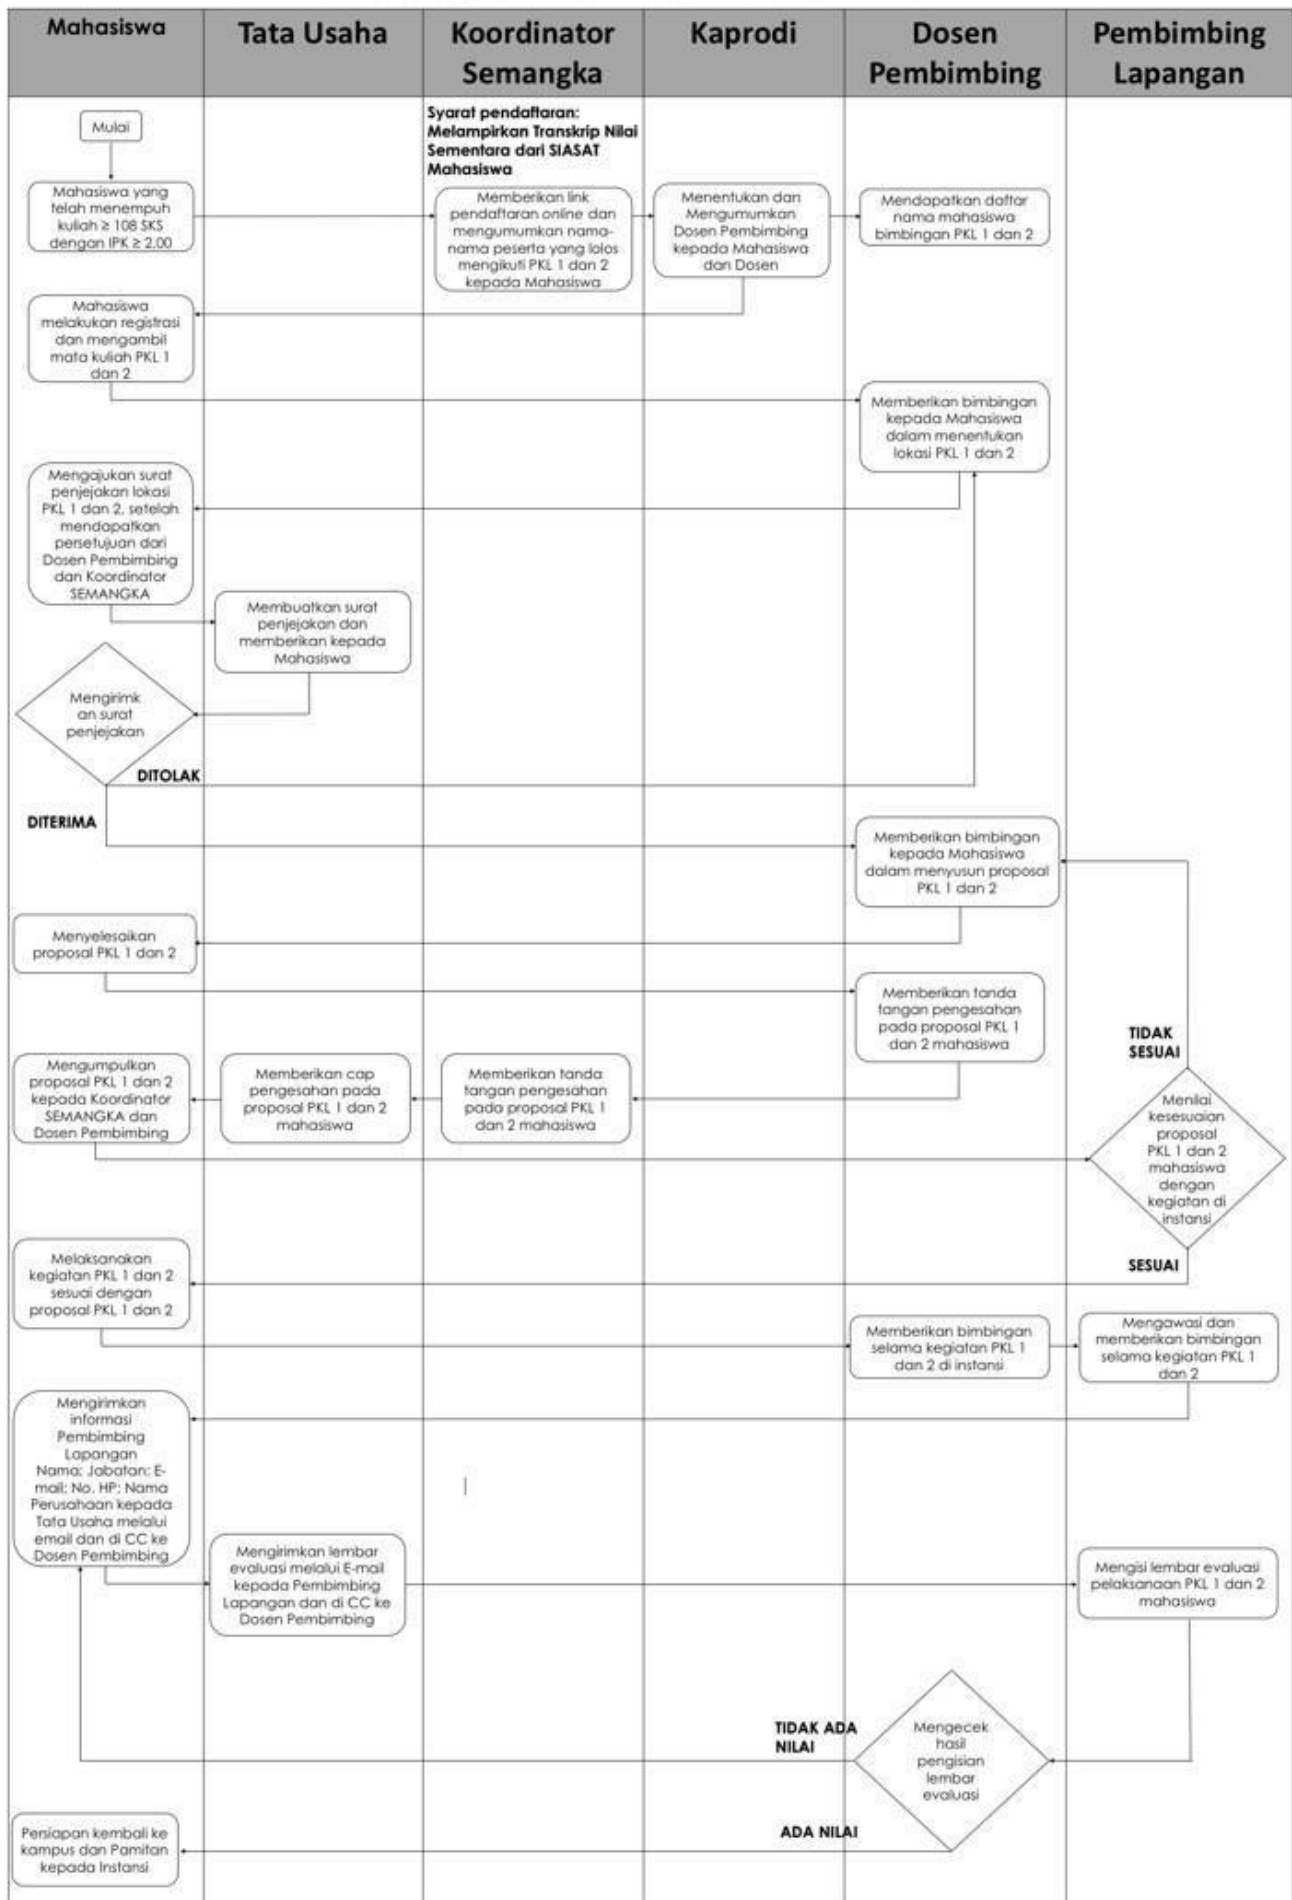 Mahasiswa
Tata Usaha
Koordinator
Semangka
Kaprodi
Dosen
Pembimbing
Pembimbing
Lapangan
Mulai
Syarat pendaftaran:
Melampirkan Transkrip Nilai
Sementara dari SIASAT
Mahasiswa
Mahasiswa yang
telah menempuh
kuliah ≥ 108 SKS
dengan IPK ≥ 2,00
Memberikan link
pendaftaran online dan
mengumumkan nama-
nama peserta yang lolos
mengikuti PKL 1 dan 2
kepada Mahasiswa
Menentukan dan
Mengumumkan
Dosen Pembimbing
kepada Mahasiswa
dan Dosen
Mendapatkan daftar
nama mahasiswa
bimbingan PKL 1 dan 2
Mahasiswa
melakukan registrasi
dan mengambil
mata kuliah PKL 1
dan 2
Memberikan bimbingan
kepada Mahasiswa
dalam menentukan
lokasi PKL 1 dan 2
Mengajukan surat
penjejakan lokasi
PKL 1 dan 2, setelah
mendapatkan
persetujuan dari
Dosen Pembimbing
dan Koordinator
SEMANGKA
Membuatkan surat
penjejakan dan
memberikan kepada
Mahasiswa
Mengirimk
an surat
penjejakan
DITOLAK
DITERIMA
Memberikan bimbingan
kepada Mahasiswa
dalam menyusun proposal
PKL 1 dan 2
Menyelesaikan
proposal PKL 1 dan 2
Memberikan tanda
tangan pengesahan
pada proposal PKL 1
dan 2 mahasiswa
TIDAK
SESUAI
Mengumpulkan
proposal PKL 1 dan 2
kepada Koordinator
SEMANGKA dan
Dosen Pembimbing
Memberikan cap
pengesahan pada
proposal PKL 1 dan 2
mahasiswa
Memberikan tanda
tangan pengesahan
pada proposal PKL 1
dan 2 mahasiswa
Menilai
kesesuaian
proposal
PKL 1 dan 2
mahasiswa
dengan
kegiatan di
instansi
SESUAI
Melaksanakan
kegiatan PKL 1 dan 2
sesuai dengan
proposal PKL 1 dan 2
Memberikan bimbingan
selama kegiatan PKL 1
dan 2 di instansi
Mengawasi dan
memberikan bimbingan
selama kegiatan PKL 1
dan 2
Mengirimkan
informasi
Pembimbing
Lapangan
Nama; Jabatan; E-
mail; No. HP; Nama
Perusahaan kepada
Tata Usaha melalui
email dan di CC ke
Dosen Pembimbing
Mengirimkan lembar
evaluasi melalui E-mail
kepada Pembimbing
Lapangan dan di CC ke
Dosen Pembimbing
Mengisi lembar evaluasi
pelaksanaan PKL 1 dan 2
mahasiswa
TIDAK ADA
NILAI
Mengecek
hasil
pengisian
lembar
evaluasi
ADA NILAI
Persiapan kembali ke
kampus dan Pamitan
kepada Instansi